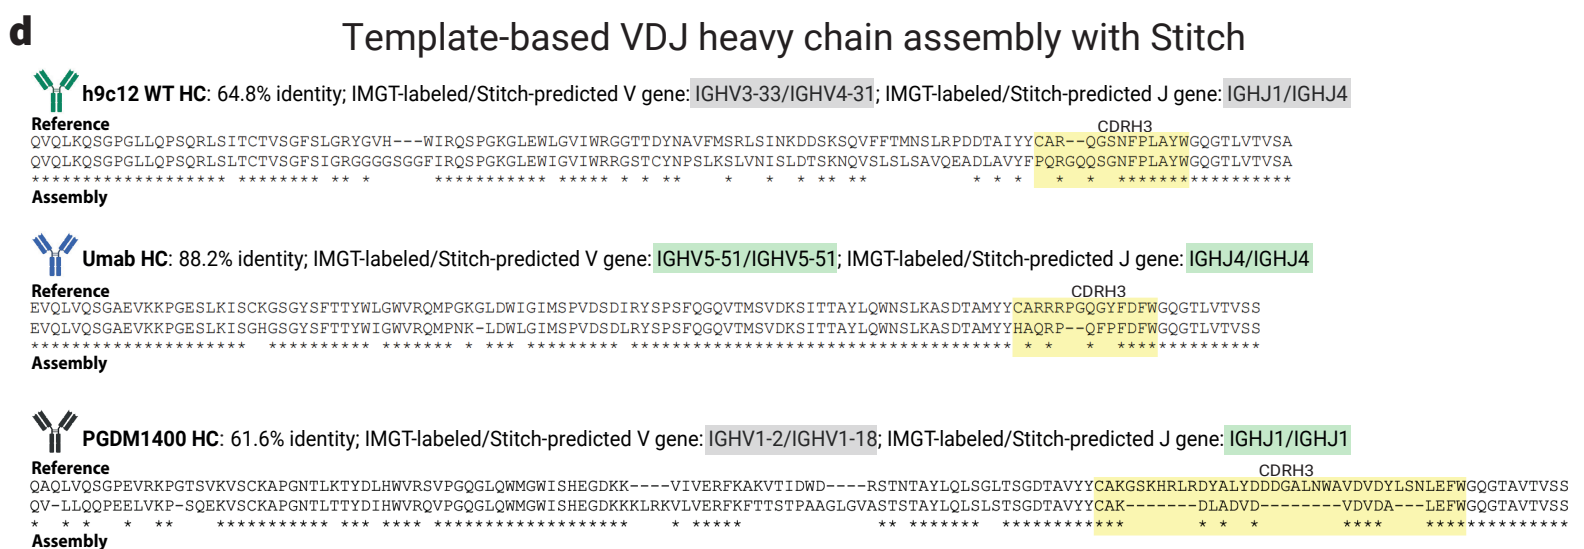 d
Template-based VDJ heavy chain assembly with Stitch
h9c12 WT HC: 64.8% identity; IMGT-labeled/Stitch-predicted V gene: IGHV3-33/IGHV4-31; IMGT-labeled/Stitch-predicted J gene: IGHJ1/IGHJ4
Reference
CDRH3
QVQLKQSGPGLLQPSQRLSITCTVSGFSLGRYGVH---WIRQSPGKGLEWLGVIWRGGTTDYNAVFMSRLSINKDDSKSQVFFTMNSLRPDDTAIYYCAR--QGSNFPLAYWGQGTLVTVSA
QVQLKQSGPGLLQPSQRLSLTCTVSGFSIGRGGGGSGGFIRQSPGKGLEWIGVIWRRGSTCYNPSLKSLVNISLDTSKNQVSLSLSAVQEADLAVYFPQRGQQSGNFPLAYWGQGTLVTVSA
******************* ******** ** *         ********** ***** * * **       *     *  * ** **          * * *     *  *  *****************
Assembly
Umab HC: 88.2% identity; IMGT-labeled/Stitch-predicted V gene: IGHV5-51/IGHV5-51; IMGT-labeled/Stitch-predicted J gene: IGHJ4/IGHJ4
Reference
CDRH3
EVQLVQSGAEVKKPGESLKISCKGSGYSFTTYWLGWVRQMPGKGLDWIGIMSPVDSDIRYSPSFQGQVTMSVDKSITTAYLQWNSLKASDTAMYYCARRRPGQGYFDFWGQGTLVTVSS
EVQLVQSGAEVKKPGESLKISGHGSGYSFTTYWIGWVRQMPNK-LDWLGIMSPVDSDLRYSPSFQGQVTMSVDKSITTAYLQWNSLKASDTAMYYHAQRP--QFPFDFWGQGTLVTVSS
*********************  ********** ******* * *** ********* ************************************* * *   *  **************
Assembly
PGDM1400 HC: 61.6% identity; IMGT-labeled/Stitch-predicted V gene: IGHV1-2/IGHV1-18; IMGT-labeled/Stitch-predicted J gene: IGHJ1/IGHJ1
Reference
CDRH3
QAQLVQSGPEVRKPGTSVKVSCKAPGNTLKTYDLHWVRSVPGQGLQWMGWISHEGDKK----VIVERFKAKVTIDWD----RSTNTAYLQLSGLTSGDTAVYYCAKGSKHRLRDYALYDDDGALNWAVDVDYLSNLEFWGQGTAVTVSS
QV-LLQQPEELVKP-SQEKVSCKAPGNTLTTYDIHWVRQVPGQGLQWMGWISHEGDKKKLRKVLVERFKFTTSTPAAGLGVASTSTAYLQLSLSTSGDTAVYYCAK-------DLADVD--------VDVDA---LEFWGQGTAVTVSS
*  * *   *  **    *********** *** **** *******************    * *****             ** ******  ************       * * *        ****    **************
Assembly